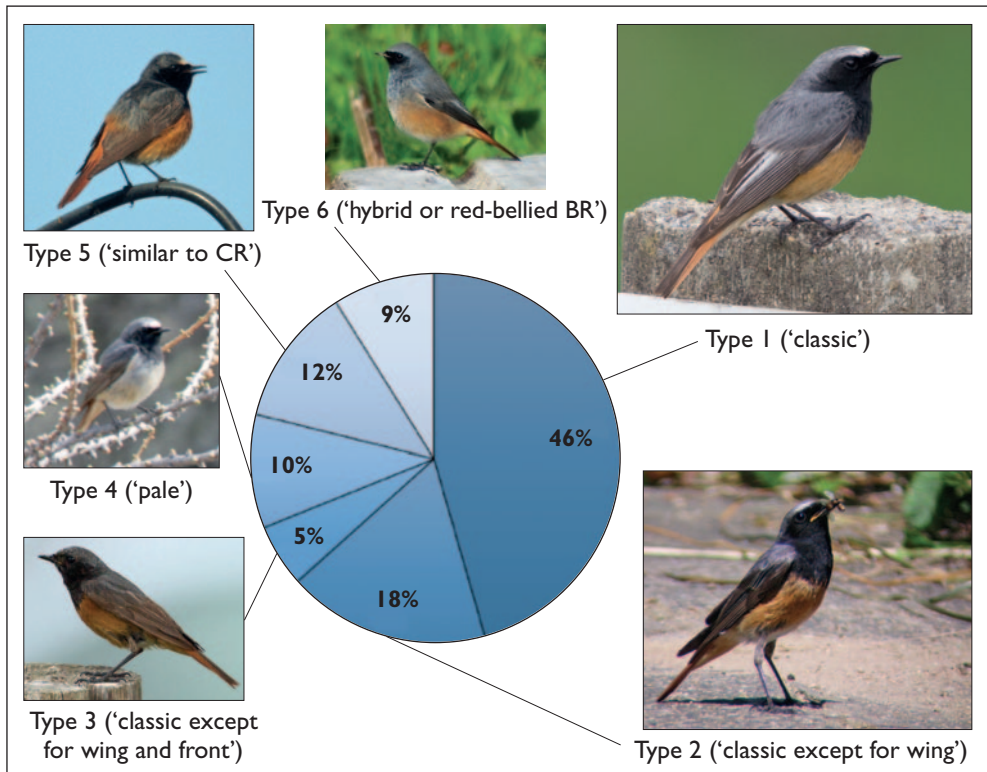 Type 6 (‘hybrid or red-bellied BR’)
Type 5 (‘similar to CR’)
Type 1 (‘classic’)
9%
12%
46%
10%
Type 4 (‘pale’)
5%
18%
Type 3 (‘classic except
for wing and front’)
Type 2 (‘classic except for wing’)